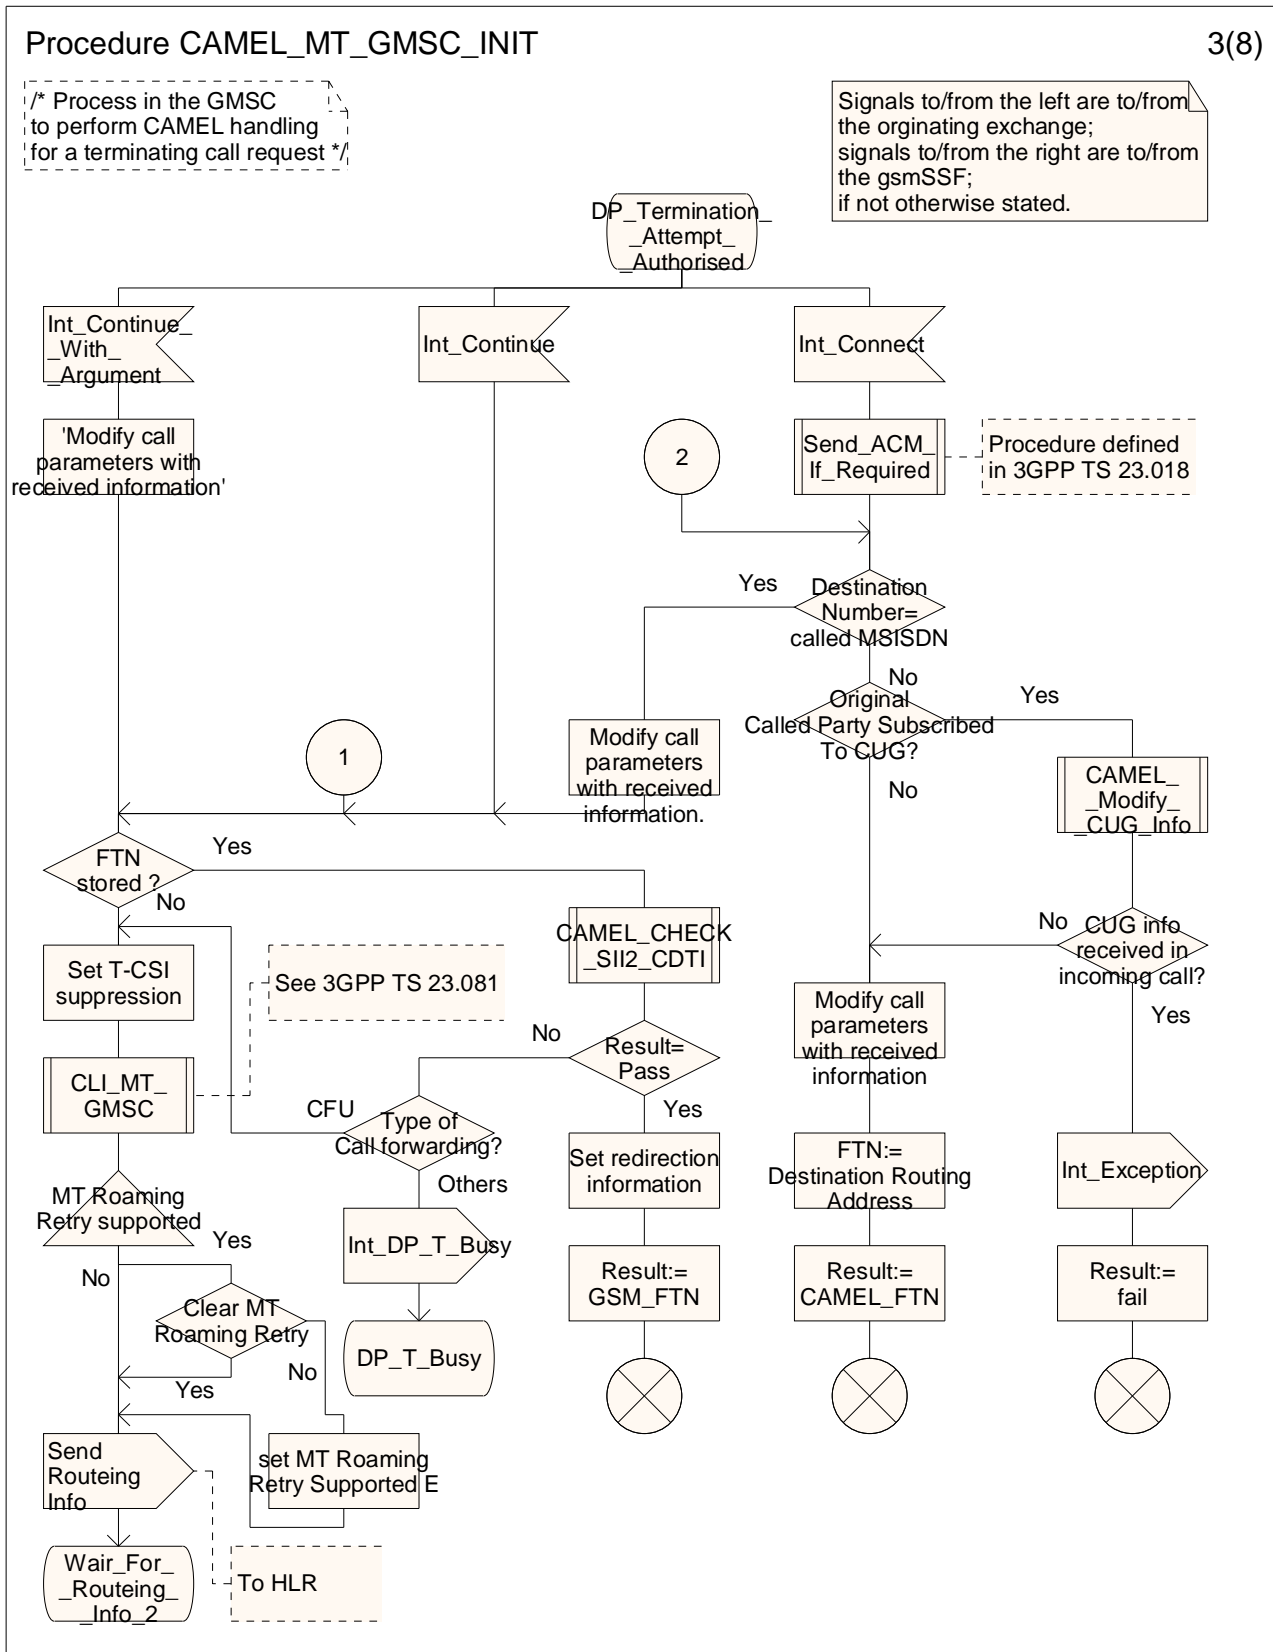 Procedure CAMEL_MT_GMSC_INIT
3(8)
/* Process in the GMSC
to perform CAMEL handling
for a terminating call request */
Signals to/from the left are to/from
the orginating exchange;
signals to/from the right are to/from
the gsmSSF;
if not otherwise stated.
DP_Termination_
_Attempt_
_Authorised
Int_Continue_
_With_
_Argument
Int_Continue
Int_Connect
'Modify call
parameters with
received information'
2
Send_ACM_
If_Required
Procedure defined
in 3GPP TS 23.018
Yes
Destination
Number=
called MSISDN
No
Original
Called Party Subscribed
To CUG?
Yes
No
1
Modify call
parameters
with received
information.
CAMEL_
_Modify_
_CUG_Info
FTN
stored ?
Yes
No
CAMEL_CHECK
_SII2_CDTI
No
CUG info
received in
incoming call?
Yes
Set T-CSI
suppression
See 3GPP TS 23.081
Modify call
parameters
with received
information
No
Result=
Pass
Yes
CLI_MT_
GMSC
CFU
Type of
Call forwarding?
Others
Set redirection
information
FTN:=
Destination Routing
Address
Int_Exception
MT Roaming
Retry supported
Yes
No
Int_DP_T_Busy
Result:=
GSM_FTN
Result:=
CAMEL_FTN
Result:=
fail
Clear MT
Roaming Retry
No
Yes
DP_T_Busy
Send
Routeing
Info
set MT Roaming
Retry Supported E
Wair_For_
_Routeing_
_Info_2
To HLR